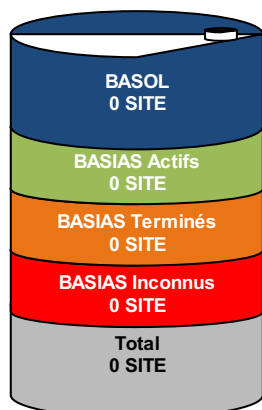 BASOL
0 SITE
BASIAS Actifs
0 SITE
BASIAS Terminés
0 SITE
BASIAS Inconnus
0 SITE
Total
0 SITE